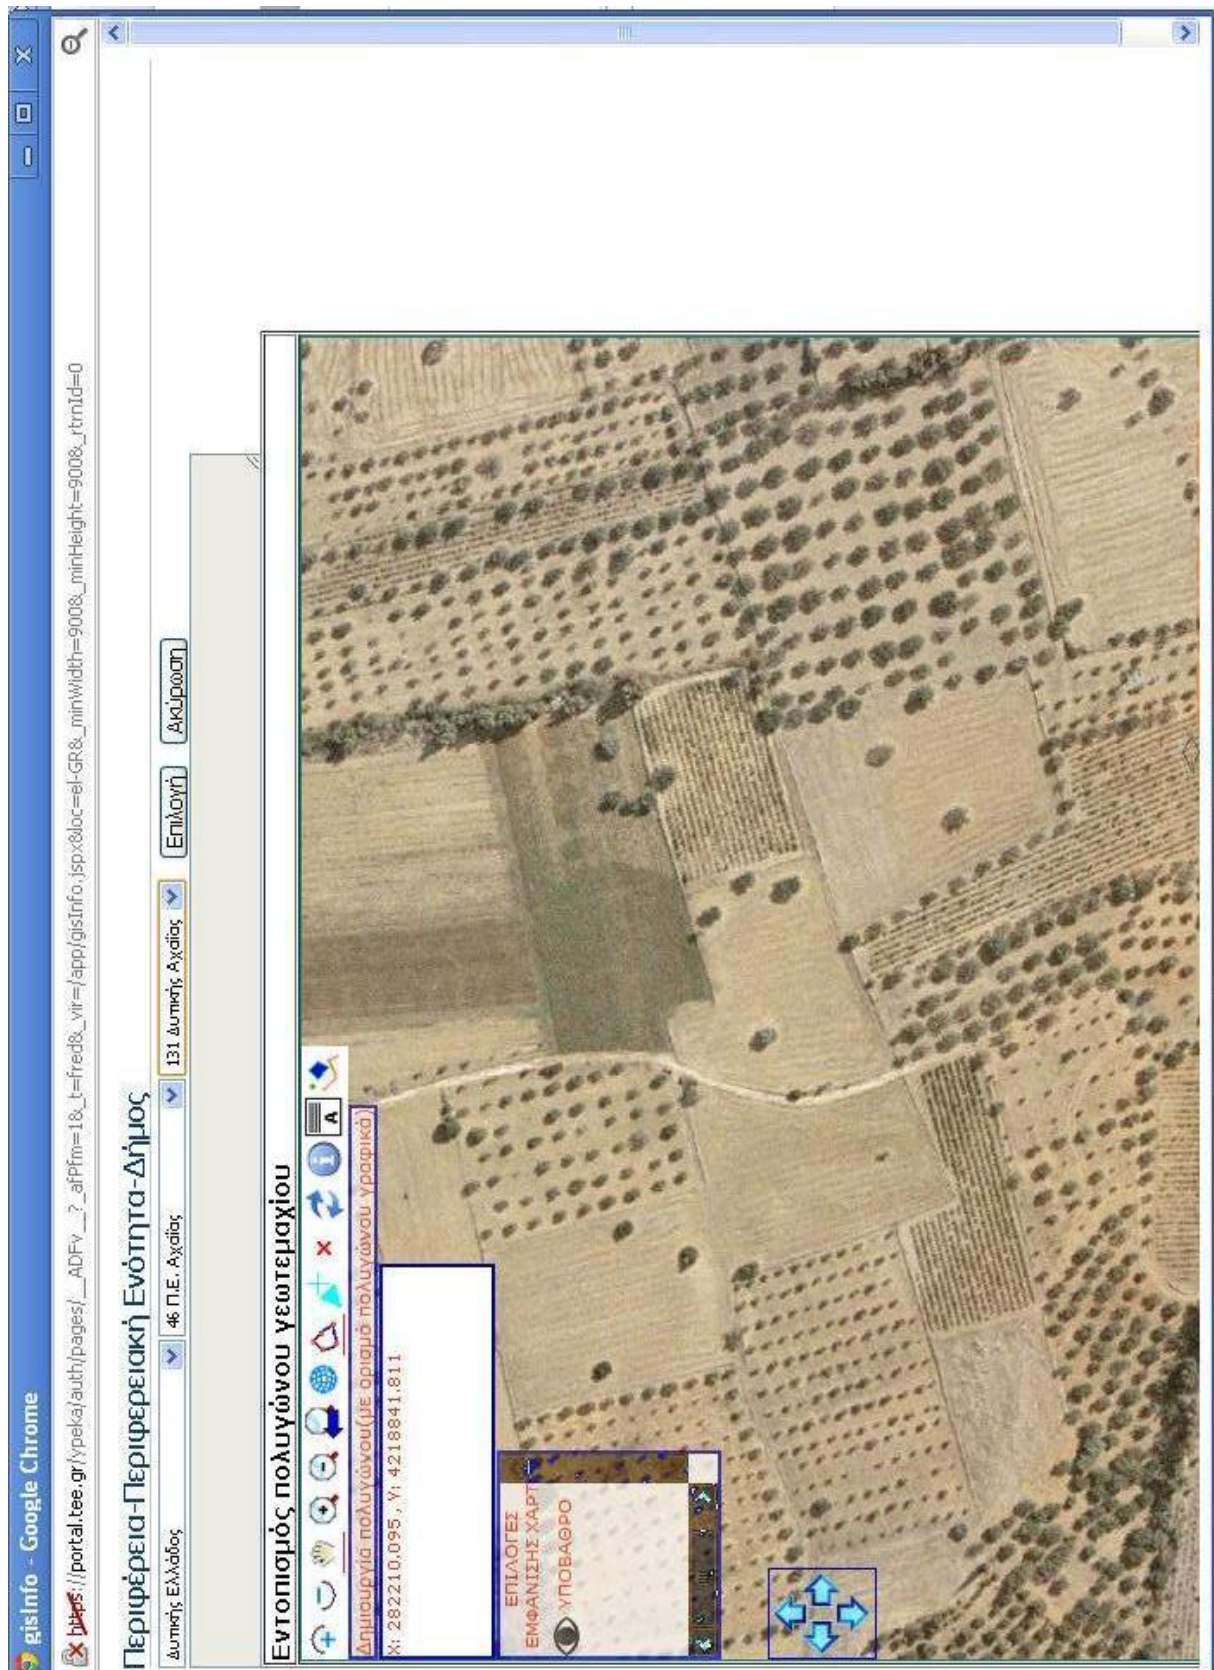 gisInfo - Google Chrome
https://portal.tee.gr/ypeka/auth/pages/__ADFv__?_afPfm=1&_t=fred&_vir=/app/gisInfo.jspx&loc=el-GR&_minWidth=900&_minHeight=900&_rtrnId=0
Περιφέρεια-Περιφερειακή Ενότητα-Δήμος
Δυτικής Ελλάδος 46 Π.Ε. Αχαΐας 131 Δυτικής Αχαΐας Επιλογή Ακύρωση
Εντοπισμός πολυγώνου γεωτεμαχίου
Δημιουργία πολυγώνου(με ορισμό πολυγώνου γραφικά)
X: 282210.095 , Y: 4218841.811
ΕΠΙΛΟΓΕΣ
ΕΜΦΑΝΙΣΗΣ ΧΑΡΤ
ΥΠΟΒΑΘΡΟ